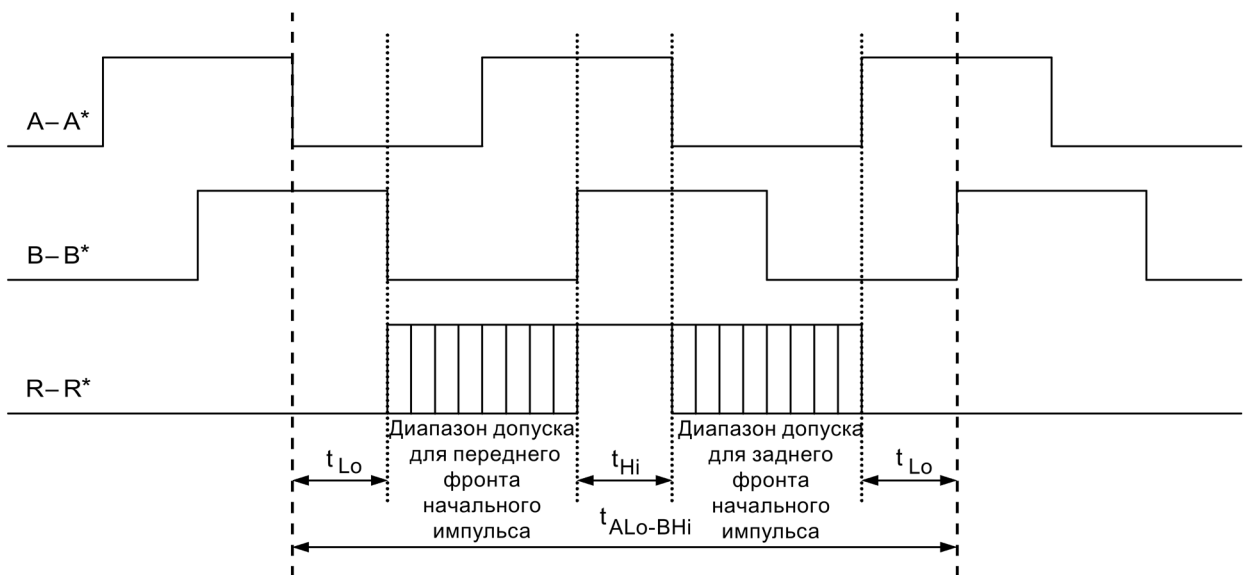 A–A*
B–B*
R–R*
Диапазон допуска
для переднего
фронта
начального
импульса
Диапазон допуска
для заднего
фронта
начального
импульса
t Lo
t Hi
t Lo
t ALo-BHi